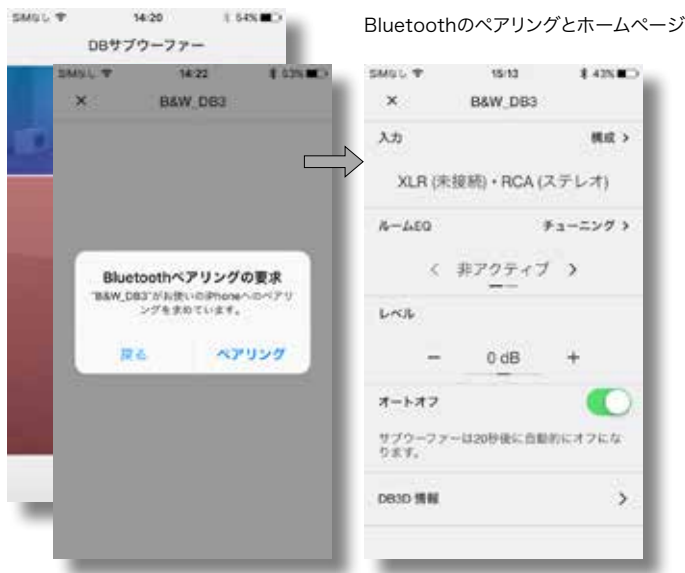 Bluetoothのペアリングとホームページ
SIMなし 14:20 54%
DBサブウーファー
SIMなし 14:22 53%
× B&W_DB3
Bluetoothペアリングの要求
"B&W_DB3"がお使いのiPhoneへのペアリ
ングを求めています。
戻る ペアリング
SIMなし 15:13 43%
× B&W_DB3
入力 構成 >
XLR (未接続)・RCA (ステレオ)
ルームEQ チューニング >
< 非アクティブ >
レベル
− 0 dB +
オートオフ
サブウーファーは20秒後に自動的にオフにな
ります。
DB3D 情報 >